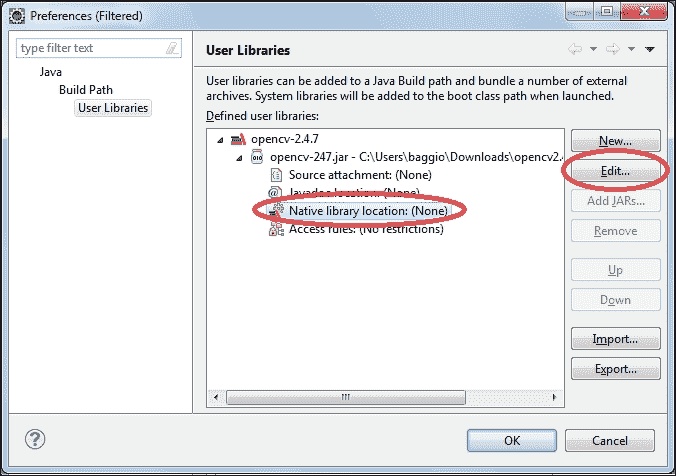 Preferences (Filtered)
type filter text
Java
Build Path
User Libraries
User Libraries
User libraries can be added to a Java Build path and bundle a number of external
archives. System libraries will be added to the boot class path when launched.
Defined user libraries:
opencv-2.4.7
opencv-247.jar - C:\Users\baggio\Downloads\opencv2.
Source attachment: (None)
Javadoc location: (None)
Native library location: (None)
Access rules: (No restrictions)
New...
Edit...
Add JARs...
Remove
Up
Down
Import...
Export...
OK
Cancel